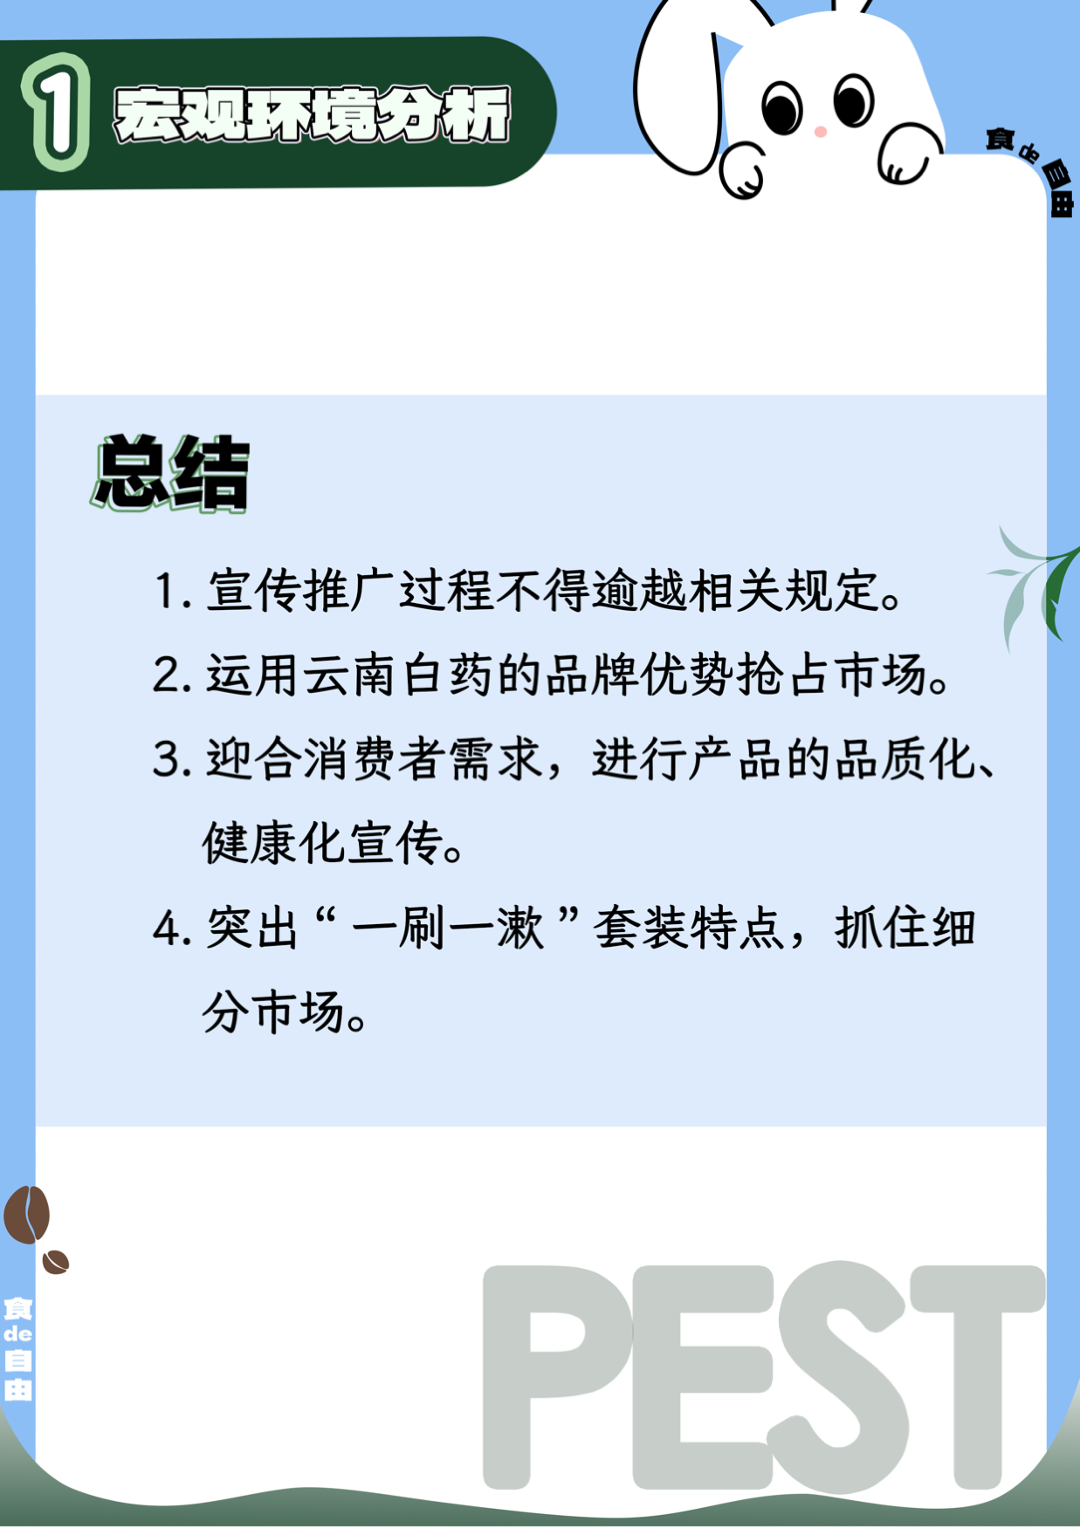 1 宏观环境分析
食de自由
总结
1. 宣传推广过程不得逾越相关规定。
2. 运用云南白药的品牌优势抢占市场。
3. 迎合消费者需求，进行产品的品质化、
健康化宣传。
4. 突出“一刷一漱”套装特点，抓住细
分市场。
食
de
自
由
PEST